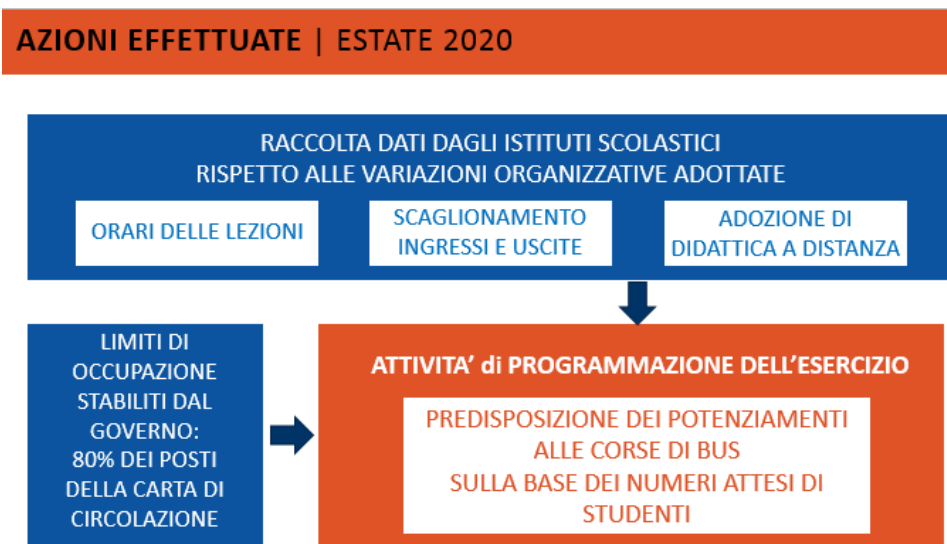 AZIONI EFFETTUATE | ESTATE 2020
RACCOLTA DATI DAGLI ISTITUTI SCOLASTICI
RISPETTO ALLE VARIAZIONI ORGANIZZATIVE ADOTTATE
ORARI DELLE LEZIONI
SCAGLIONAMENTO
INGRESSI E USCITE
ADOZIONE DI
DIDATTICA A DISTANZA
LIMITI DI
OCCUPAZIONE
STABILITI DAL
GOVERNO:
80% DEI POSTI
DELLA CARTA DI
CIRCOLAZIONE
ATTIVITA’ di PROGRAMMAZIONE DELL’ESERCIZIO
PREDISPOSIZIONE DEI POTENZIAMENTI
ALLE CORSE DI BUS
SULLA BASE DEI NUMERI ATTESI DI
STUDENTI